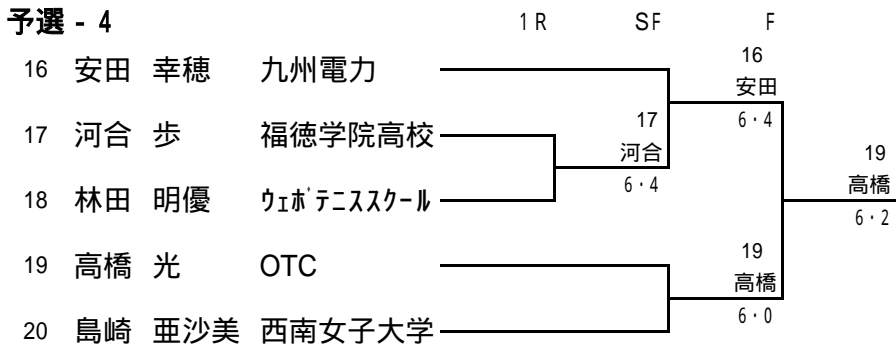 予選 - 4
1R SF F
16 安田 幸穂 九州電力
16
安田
6・4
17 河合 歩 福徳学院高校
17
河合
6・4
18 林田 明優 ｳｪﾎﾞﾃﾆｽｽｸｰﾙ
19
高橋
6・2
19 高橋 光 OTC
19
高橋
6・0
20 島崎 亜沙美 西南女子大学